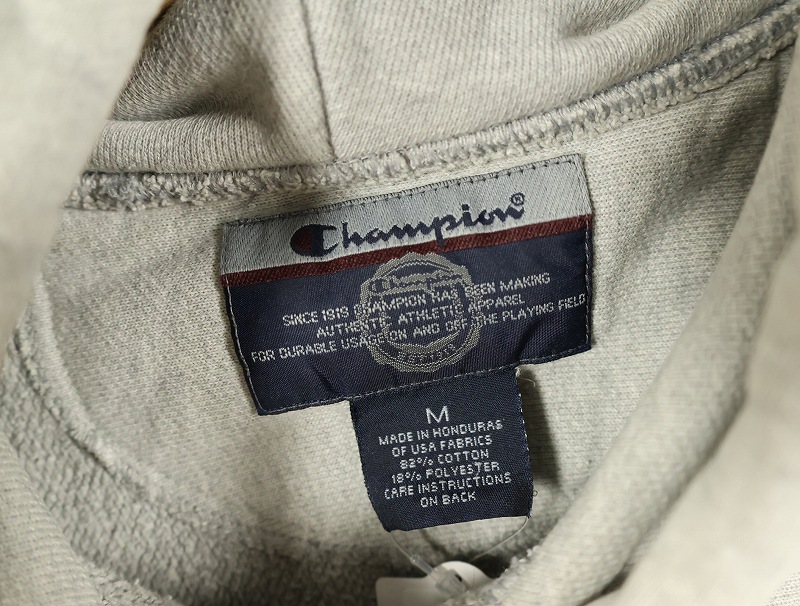 Champion®
Champion
SINCE 1919 CHAMPION HAS BEEN MAKING
AUTHENTIC ATHLETIC APPAREL
FOR DURABLE USAGE ON AND OFF THE PLAYING FIELD
M
MADE IN HONDURAS
OF USA FABRICS
82% COTTON
18% POLYESTER
CARE INSTRUCTIONS
ON BACK